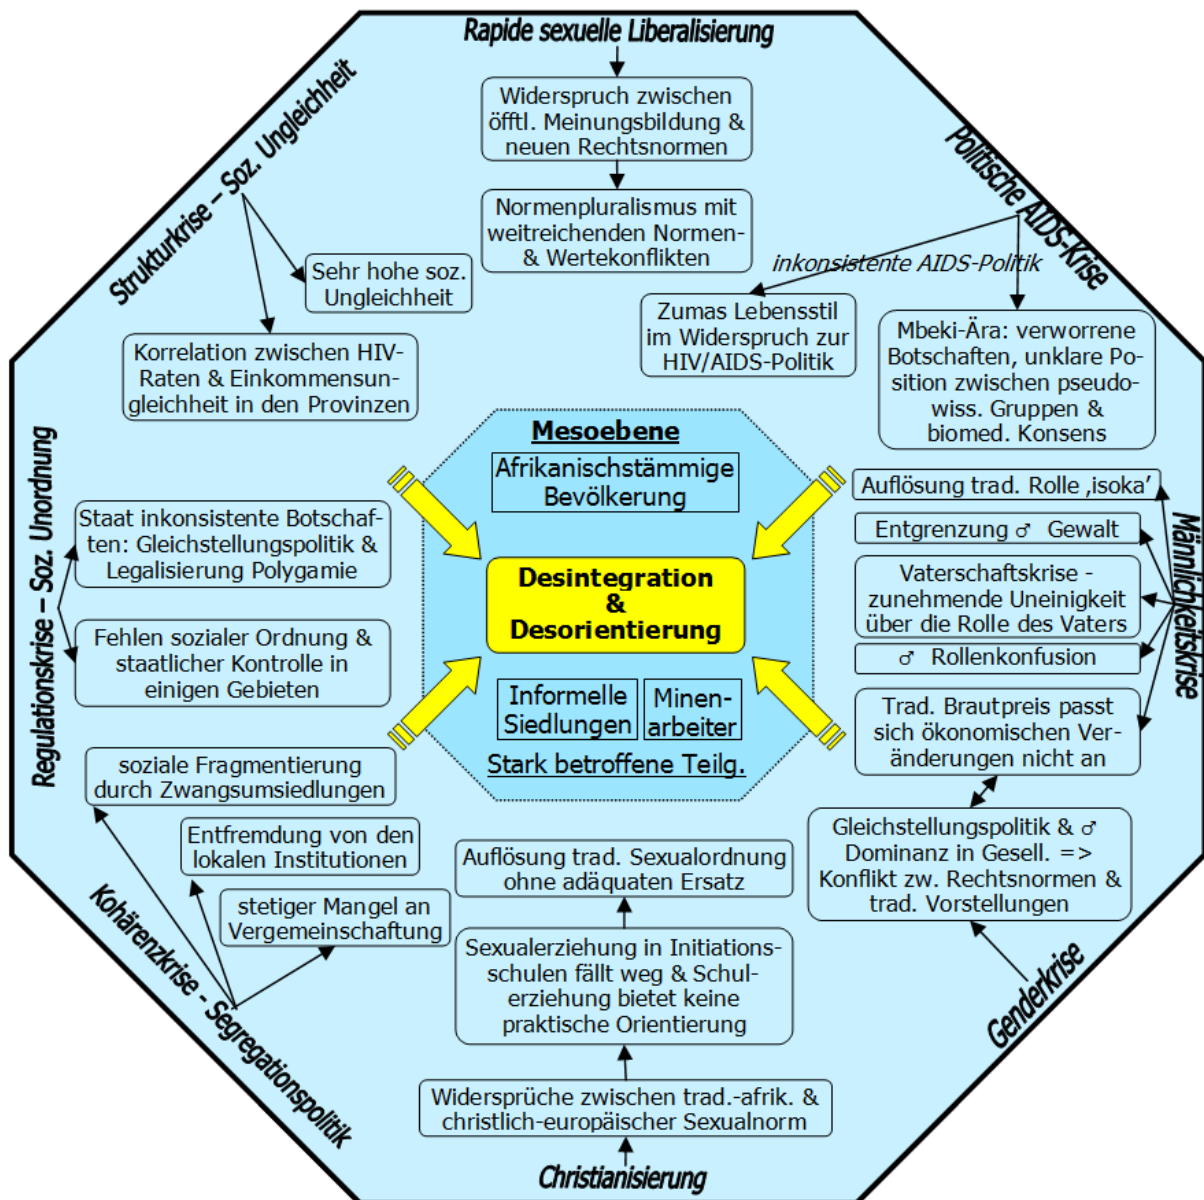 Rapide sexuelle Liberalisierung
Widerspruch zwischen
öfftl. Meinungsbildung &
neuen Rechtsnormen
Normenpluralismus mit
weitreichenden Normen-
& Wertekonflikten
Politische AIDS-Krise
inkonsistente AIDS-Politik
Zumas Lebensstil
im Widerspruch zur
HIV/AIDS-Politik
Mbeki-Ära: verworrene
Botschaften, unklare Po-
sition zwischen pseudo-
wiss. Gruppen &
biomed. Konsens
Strukturkrise – Soz. Ungleichheit
Sehr hohe soz.
Ungleichheit
Korrelation zwischen HIV-
Raten & Einkommensun-
gleichheit in den Provinzen
Mesoebene
Afrikanischstämmige
Bevölkerung
Desintegration
&
Desorientierung
Informelle
Siedlungen
Minen-
arbeiter
Stark betroffene Teilg.
Männlichkeitskrise
Auflösung trad. Rolle ‚isoka’
Entgrenzung ♂ Gewalt
Vaterschaftskrise -
zunehmende Uneinigkeit
über die Rolle des Vaters
♂ Rollenkonfusion
Trad. Brautpreis passt
sich ökonomischen Ver-
änderungen nicht an
Regulationskrise – Soz. Unordnung
Staat inkonsistente Botschaf-
ten: Gleichstellungspolitik &
Legalisierung Polygamie
Fehlen sozialer Ordnung &
staatlicher Kontrolle in
einigen Gebieten
Gleichstellungspolitik & ♂
Dominanz in Gesell. =>
Konflikt zw. Rechtsnormen &
trad. Vorstellungen
Genderkrise
soziale Fragmentierung
durch Zwangsumsiedlungen
Entfremdung von den
lokalen Institutionen
stetiger Mangel an
Vergemeinschaftung
Kohärenzkrise - Segregationspolitik
Auflösung trad. Sexualordnung
ohne adäquaten Ersatz
Sexualerziehung in Initiations-
schulen fällt weg & Schul-
erziehung bietet keine
praktische Orientierung
Widersprüche zwischen trad.-afrik. &
christlich-europäischer Sexualnorm
Christianisierung